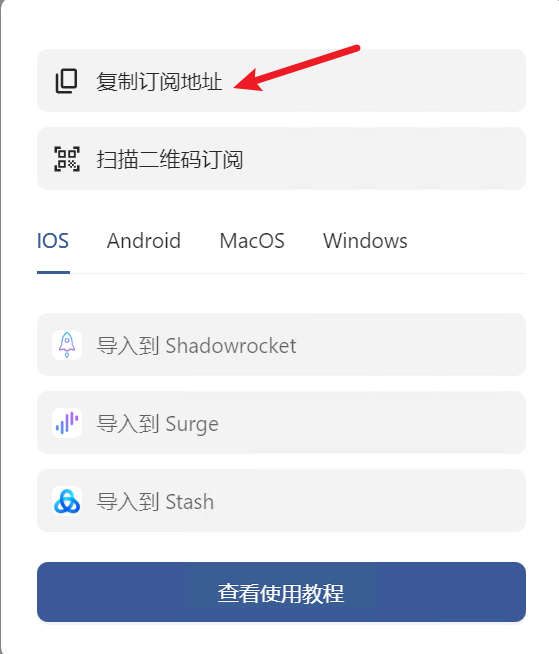 复制订阅地址
扫描二维码订阅
IOS Android MacOS Windows
导入到 Shadowrocket
导入到 Surge
导入到 Stash
查看使用教程